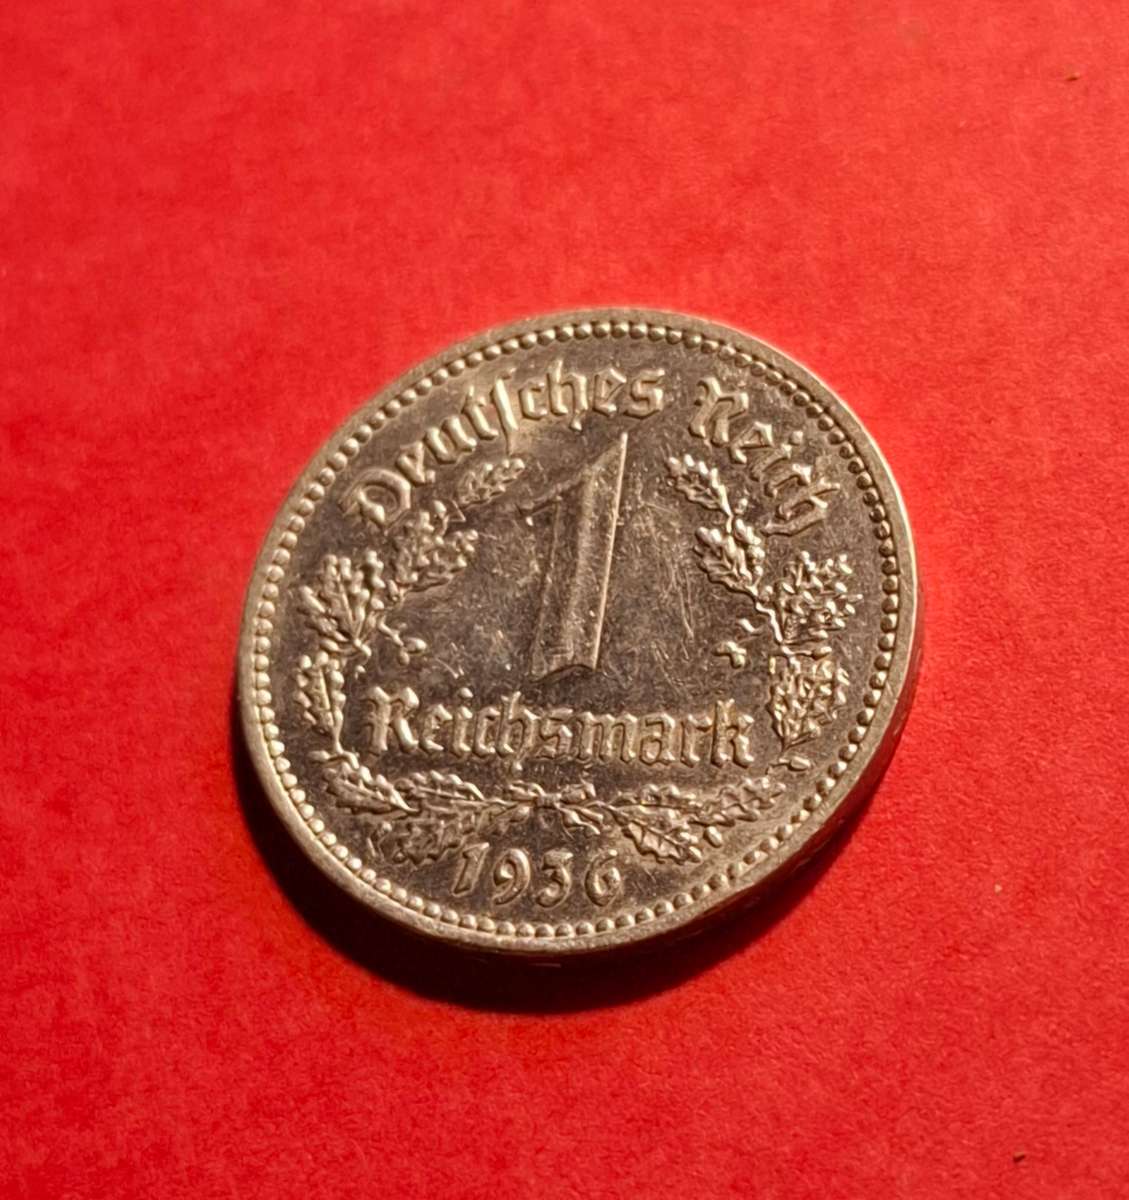 Deutſches Reich
1
Reichsmark
1936